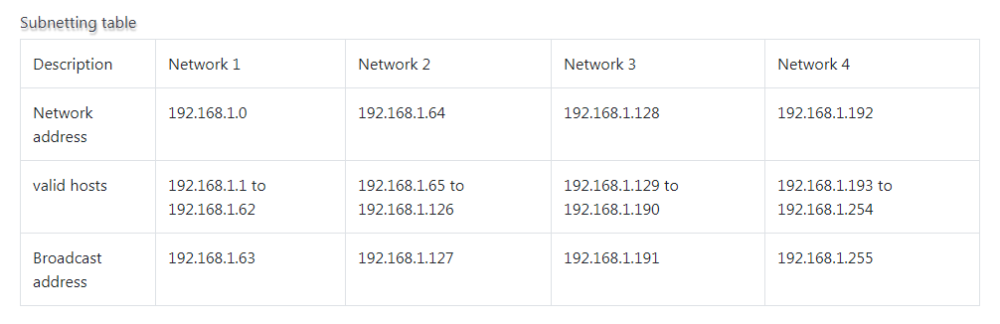 Subnetting table
Description Network 1 Network 2 Network 3 Network 4
Network address 192.168.1.0 192.168.1.64 192.168.1.128 192.168.1.192
valid hosts 192.168.1.1 to 192.168.1.62 192.168.1.65 to 192.168.1.126 192.168.1.129 to 192.168.1.190 192.168.1.193 to 192.168.1.254
Broadcast address 192.168.1.63 192.168.1.127 192.168.1.191 192.168.1.255